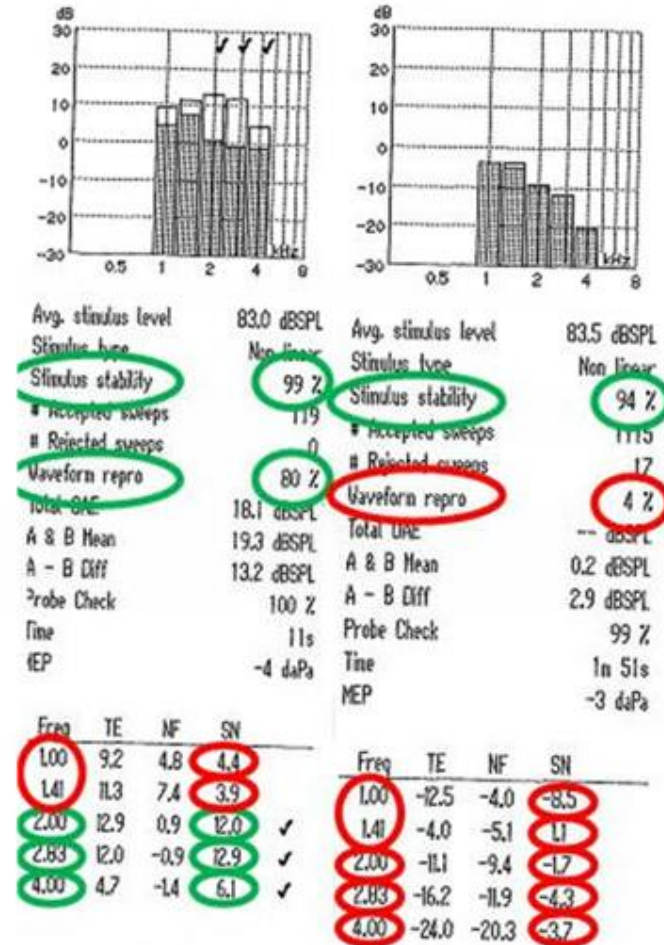 dB
30
20
10
0
-10
-20
-30
0.5 1 2 4 kHz 8
Avg. stimulus level 83.0 dBSPL
Stimulus type Non linear
Stimulus stability 99 %
# Accepted sweeps 119
# Rejected sweeps 0
Waveform repro 80 %
Total OAE 18.1 dBSPL
A & B Mean 19.3 dBSPL
A - B Diff 13.2 dBSPL
Probe Check 100 %
Time 11s
MEP -4 daPa
Freq TE NF SN
1.00 9.2 4.8 4.4
1.41 11.3 7.4 3.9
2.00 12.9 0.9 12.0 ✓
2.83 12.0 -0.9 12.9 ✓
4.00 4.7 -1.4 6.1 ✓
dB
30
20
10
0
-10
-20
-30
0.5 1 2 4 kHz 8
Avg. stimulus level 83.5 dBSPL
Stimulus type Non linear
Stimulus stability 94 %
# Accepted sweeps 1115
# Rejected sweeps 17
Waveform repro 4 %
Total OAE -- dBSPL
A & B Mean 0.2 dBSPL
A - B Diff 2.9 dBSPL
Probe Check 99 %
Time 1m 51s
MEP -3 daPa
Freq TE NF SN
1.00 -12.5 -4.0 -8.5
1.41 -4.0 -5.1 1.1
2.00 -11.1 -9.4 -1.7
2.83 -16.2 -11.9 -4.3
4.00 -24.0 -20.3 -3.7